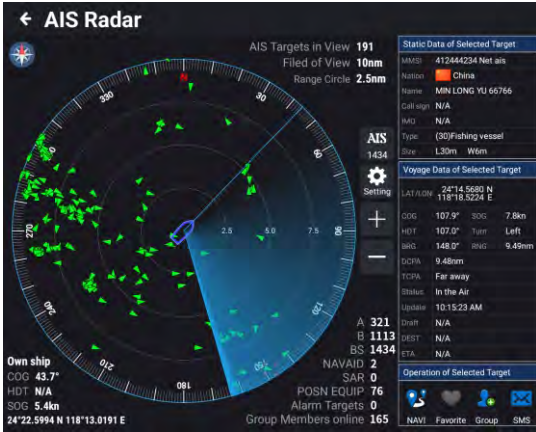 AIS Radar
AIS Targets in View 191
Filed of View 10nm
Range Circle 2.5nm
N
30
60
90
120
150
180
210
240
270
300
330
2.5 5.0 7.5
AIS
1434
Setting
+
−
A 321
B 1113
BS 1434
NAVAID 2
SAR 0
POSN EQUIP 76
Alarm Targets 0
Group Members online 165
Own ship
COG 43.7°
HDT N/A
SOG 5.4kn
24°22.5994 N 118°13.0191 E
Static Data of Selected Target
MMSI 412444234 Net ais
Nation China
Name MIN LONG YU 66766
Call sign N/A
IMO N/A
Type (30)Fishing vessel
Size L30m W6m
Voyage Data of Selected Target
LAT/LON 24°14.5680 N
118°18.5224 E
COG 107.9° SOG 7.8kn
HDT 107.0° Turn Left
BRG 148.0° RNG 9.49nm
DCPA 9.48nm
TCPA Far away
Status In the Air
Update 10:15:23 AM
Draft N/A
DEST N/A
ETA N/A
Operation of Selected Target
NAVI Favorite Group SMS